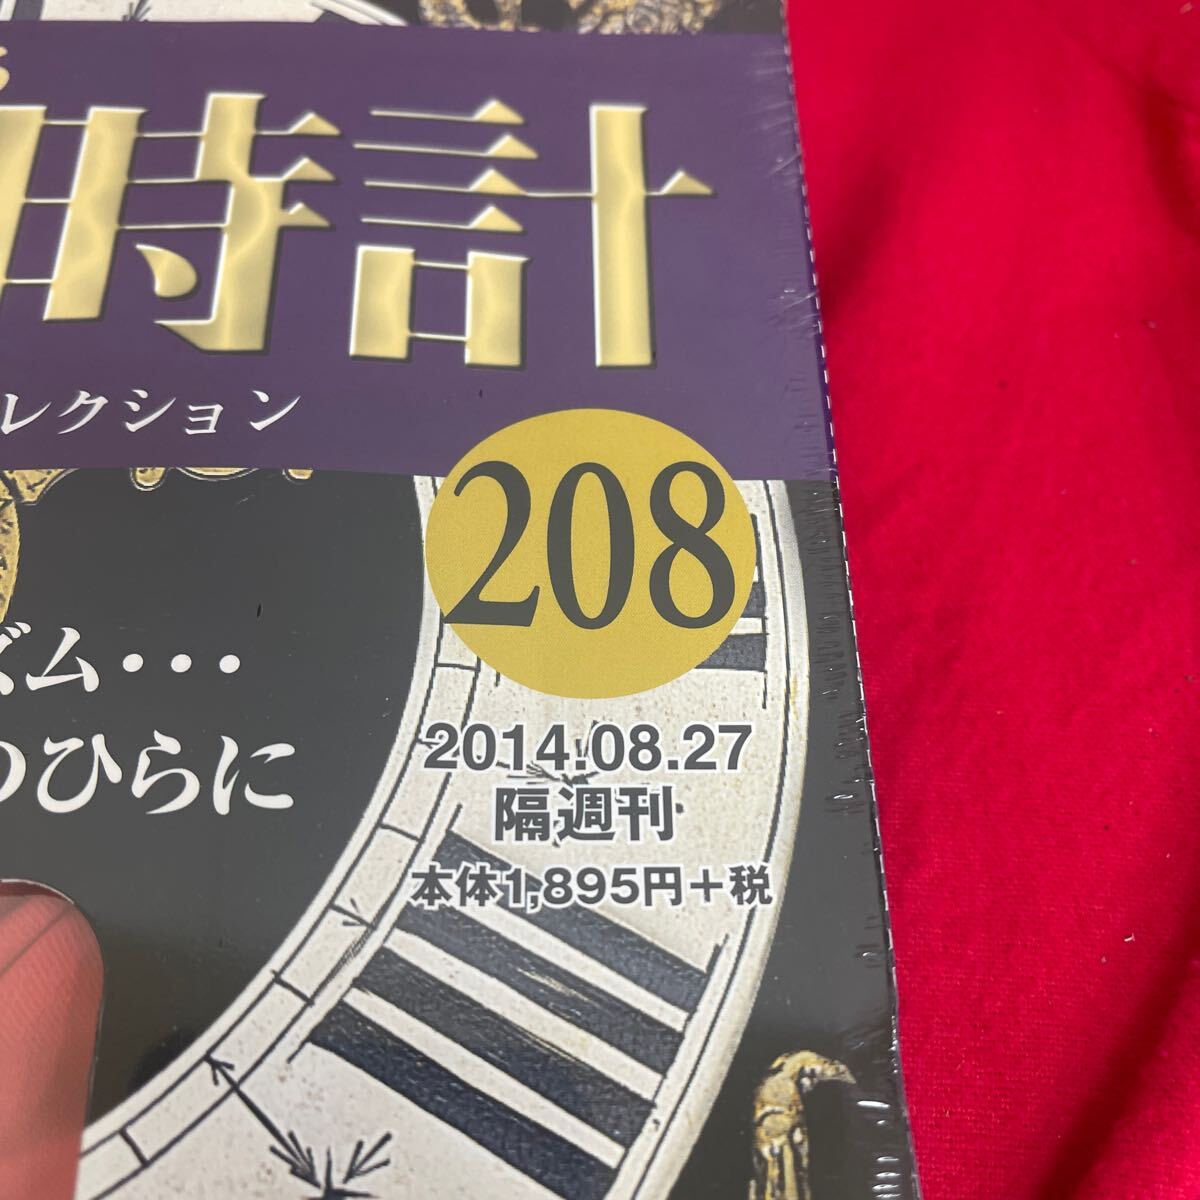 時計
レクション
208
ズム・・・
のひらに
2014.08.27
隔週刊
本体1,895円+税